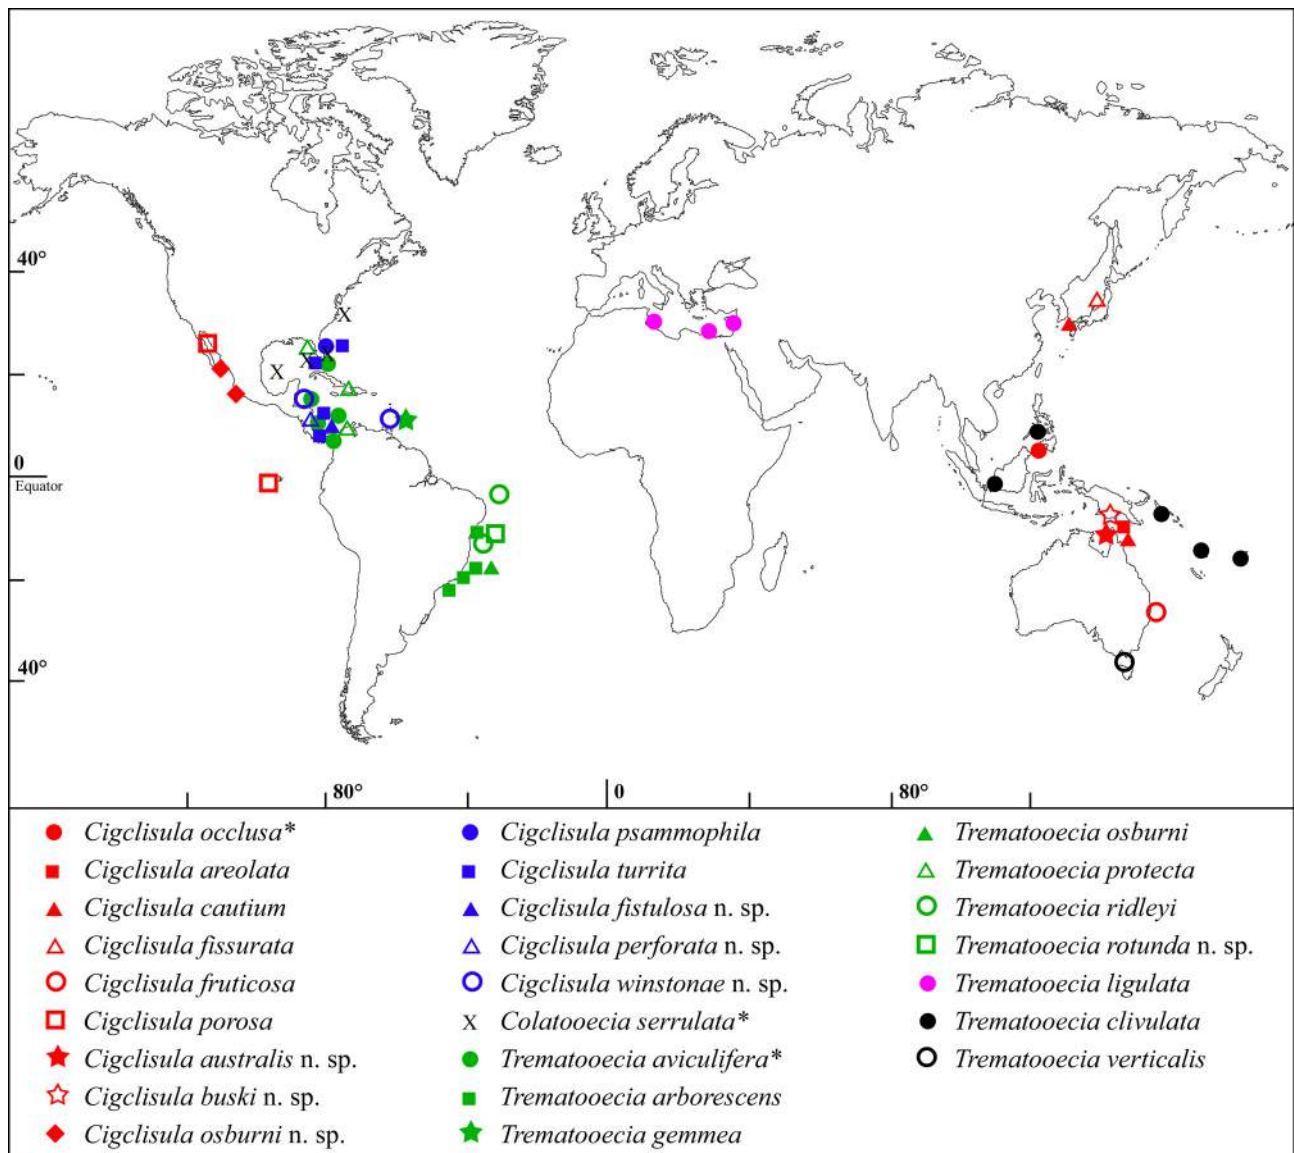 40°
X
X
X
X
0
Equator
40°
80°
0
80°
Cigclisula occlusa*
Cigclisula areolata
Cigclisula cautium
Cigclisula fissurata
Cigclisula fruticosa
Cigclisula porosa
Cigclisula australis n. sp.
Cigclisula buski n. sp.
Cigclisula osburni n. sp.
Cigclisula psammophila
Cigclisula turrita
Cigclisula fistulosa n. sp.
Cigclisula perforata n. sp.
Cigclisula winstonae n. sp.
X Colatooecia serrulata*
Trematooecia aviculifera*
Trematooecia arborescens
Trematooecia gemmea
Trematooecia osburni
Trematooecia protecta
Trematooecia ridleyi
Trematooecia rotunda n. sp.
Trematooecia ligulata
Trematooecia clivulata
Trematooecia verticalis